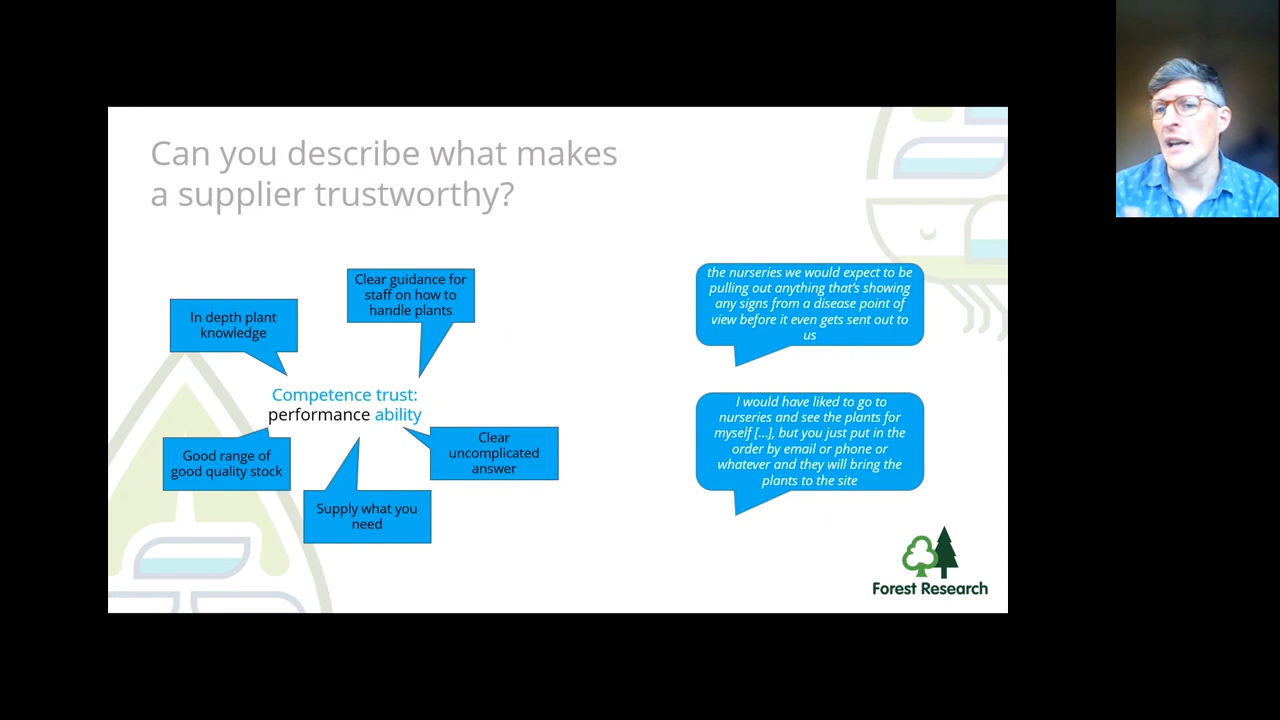 Can you describe what makes
a supplier trustworthy?
In depth plant
knowledge
Clear guidance for
staff on how to
handle plants
Competence trust:
performance ability
Good range of
good quality stock
Supply what you
need
Clear
uncomplicated
answer
the nurseries we would expect to be
pulling out anything that's showing
any signs from a disease point of
view before it even gets sent out to
us
I would have liked to go to
nurseries and see the plants for
myself [...], but you just put in the
order by email or phone or
whatever and they will bring the
plants to the site
Forest Research